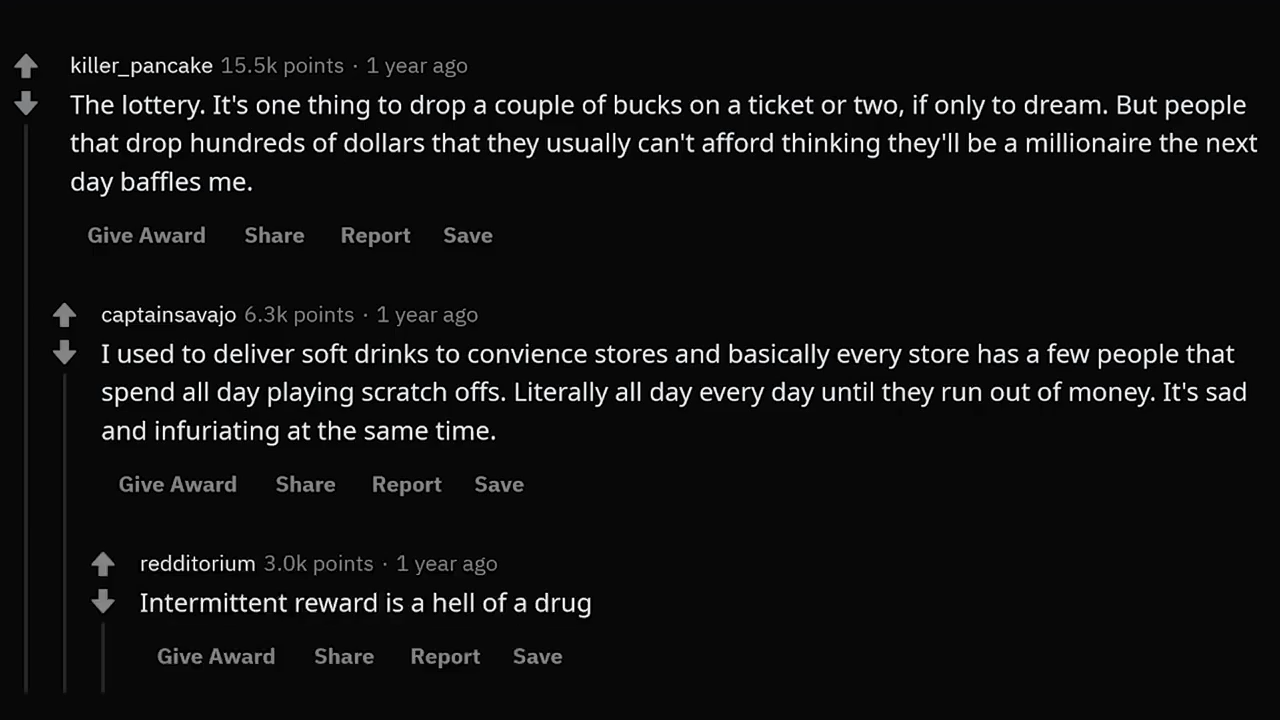 killer_pancake 15.5k points · 1 year ago
The lottery. It's one thing to drop a couple of bucks on a ticket or two, if only to dream. But people
that drop hundreds of dollars that they usually can't afford thinking they'll be a millionaire the next
day baffles me.
Give Award Share Report Save
captainsavajo 6.3k points · 1 year ago
I used to deliver soft drinks to convience stores and basically every store has a few people that
spend all day playing scratch offs. Literally all day every day until they run out of money. It's sad
and infuriating at the same time.
Give Award Share Report Save
redditorium 3.0k points · 1 year ago
Intermittent reward is a hell of a drug
Give Award Share Report Save